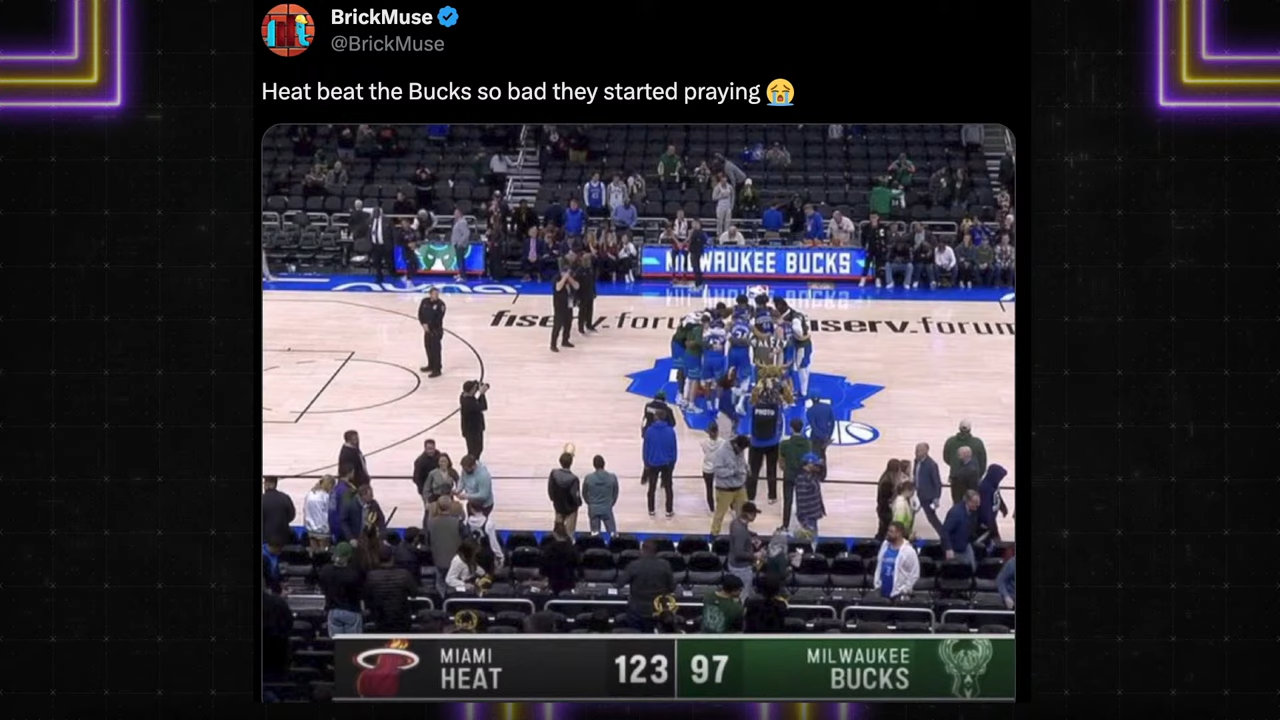 BrickMuse
@BrickMuse
Heat beat the Bucks so bad they started praying 😭
MILWAUKEE BUCKS
fiserv.forum
fiserv.forum
PHOTO
MIAMI
HEAT
123
97
MILWAUKEE
BUCKS